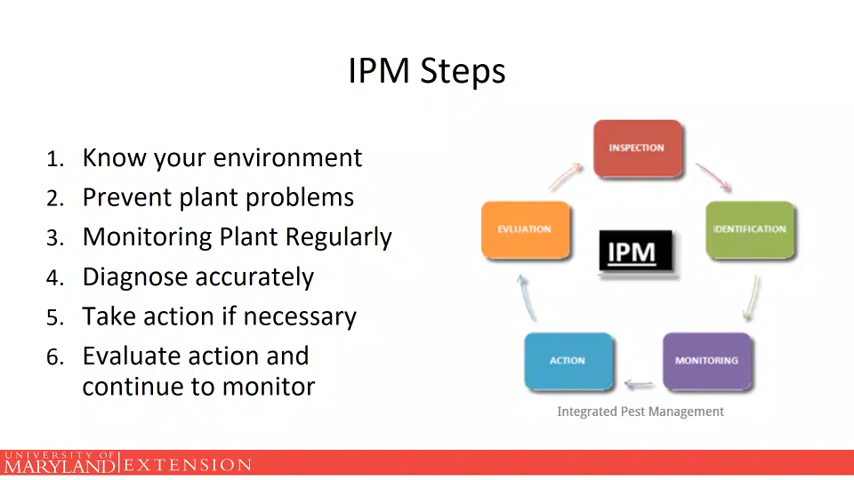 IPM Steps
1. Know your environment
2. Prevent plant problems
3. Monitoring Plant Regularly
4. Diagnose accurately
5. Take action if necessary
6. Evaluate action and
continue to monitor
INSPECTION
IDENTIFICATION
MONITORING
ACTION
EVLUATION
IPM
Integrated Pest Management
UNIVERSITY OF
MARYLAND EXTENSION